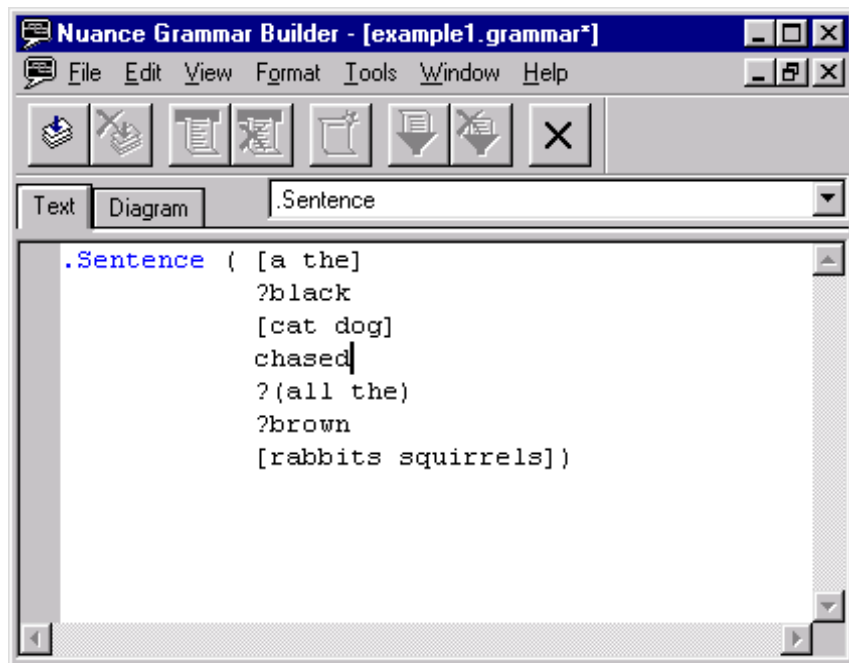 Nuance Grammar Builder - [example1.grammar*]
File Edit View Format Tools Window Help
Text Diagram .Sentence
.Sentence ( [a the]
?black
[cat dog]
chased
?(all the)
?brown
[rabbits squirrels])